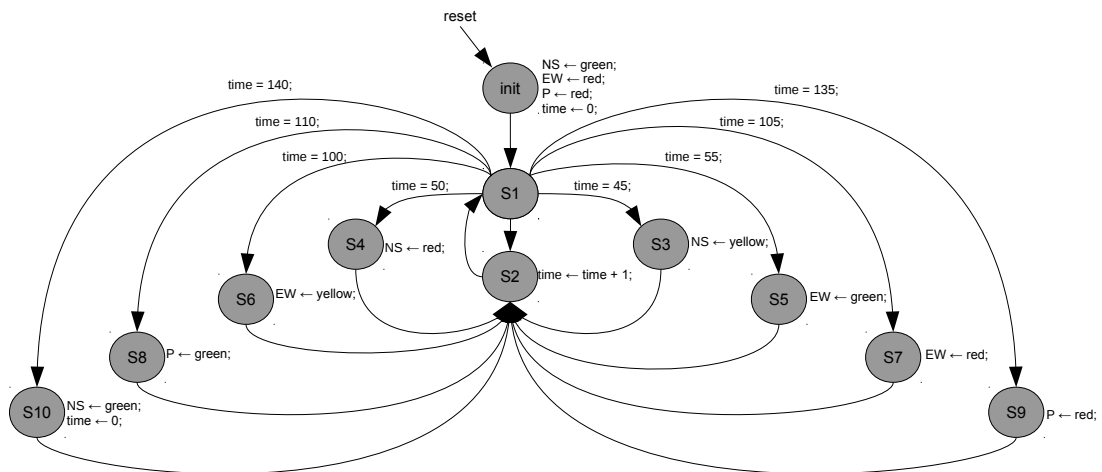 reset
init
NS ← green;
EW ← red;
P ← red;
time ← 0;
time = 140;
time = 135;
time = 110;
time = 105;
time = 100;
time = 55;
time = 50;
time = 45;
S1
S4
NS ← red;
S3
NS ← yellow;
S2
time ← time + 1;
S6
EW ← yellow;
S5
EW ← green;
S8
P ← green;
S7
EW ← red;
S10
NS ← green;
time ← 0;
S9
P ← red;